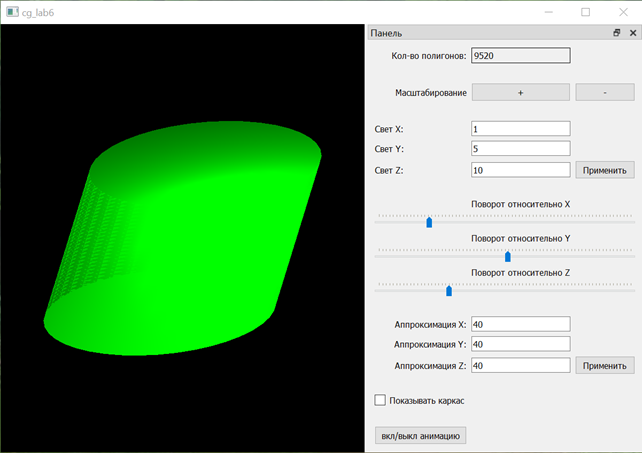 cg_lab6
Панель
Кол-во полигонов: 9520
Масштабирование + -
Свет X: 1
Свет Y: 5
Свет Z: 10 Применить
Поворот относительно X
Поворот относительно Y
Поворот относительно Z
Аппроксимация X: 40
Аппроксимация Y: 40
Аппроксимация Z: 40 Применить
Показывать каркас
вкл/выкл анимацию